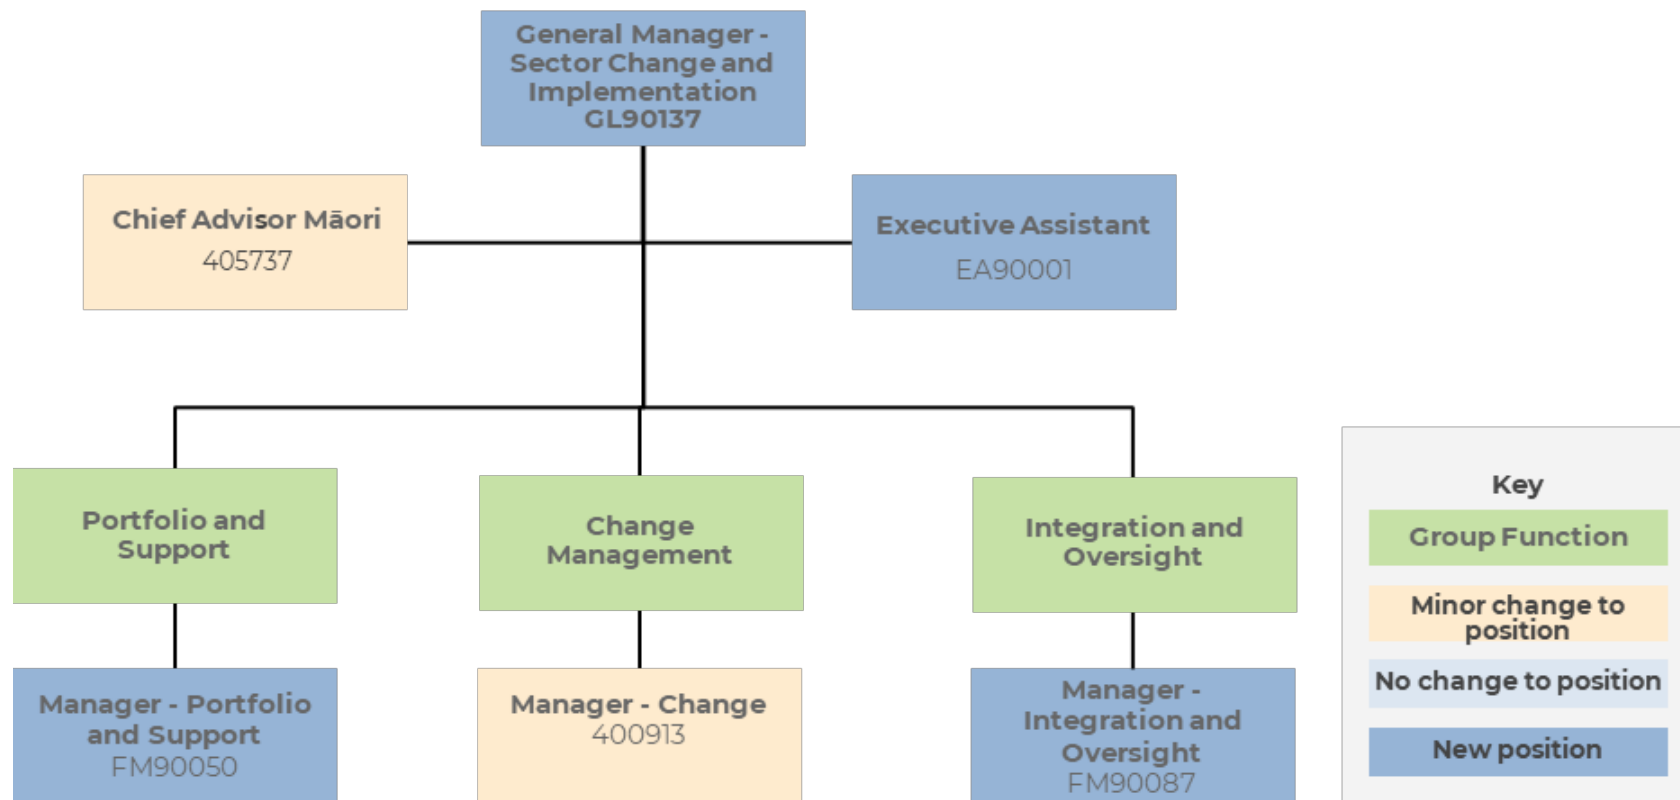 General Manager -
Sector Change and
Implementation
GL90137
Chief Advisor Māori
405737
Executive Assistant
EA90001
Portfolio and
Support
Change
Management
Integration and
Oversight
Manager - Portfolio
and Support
FM90050
Manager - Change
400913
Manager -
Integration and
Oversight
FM90087
Key
Group Function
Minor change to
position
No change to position
New position